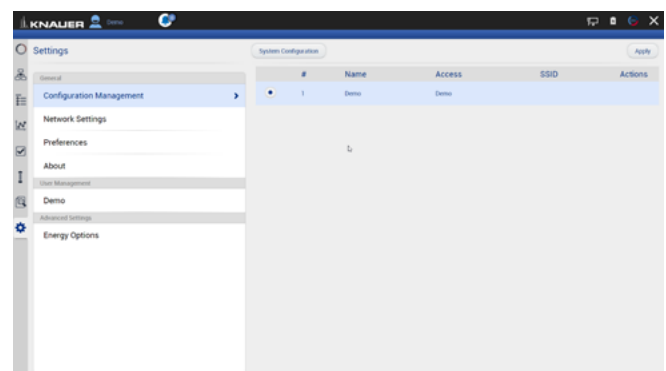 KNAUER Demo
Settings
System Configuration
Apply
General
# Name Access SSID Actions
Configuration Management
1 Demo Demo
Network Settings
Preferences
About
User Management
Demo
Advanced Settings
Energy Options